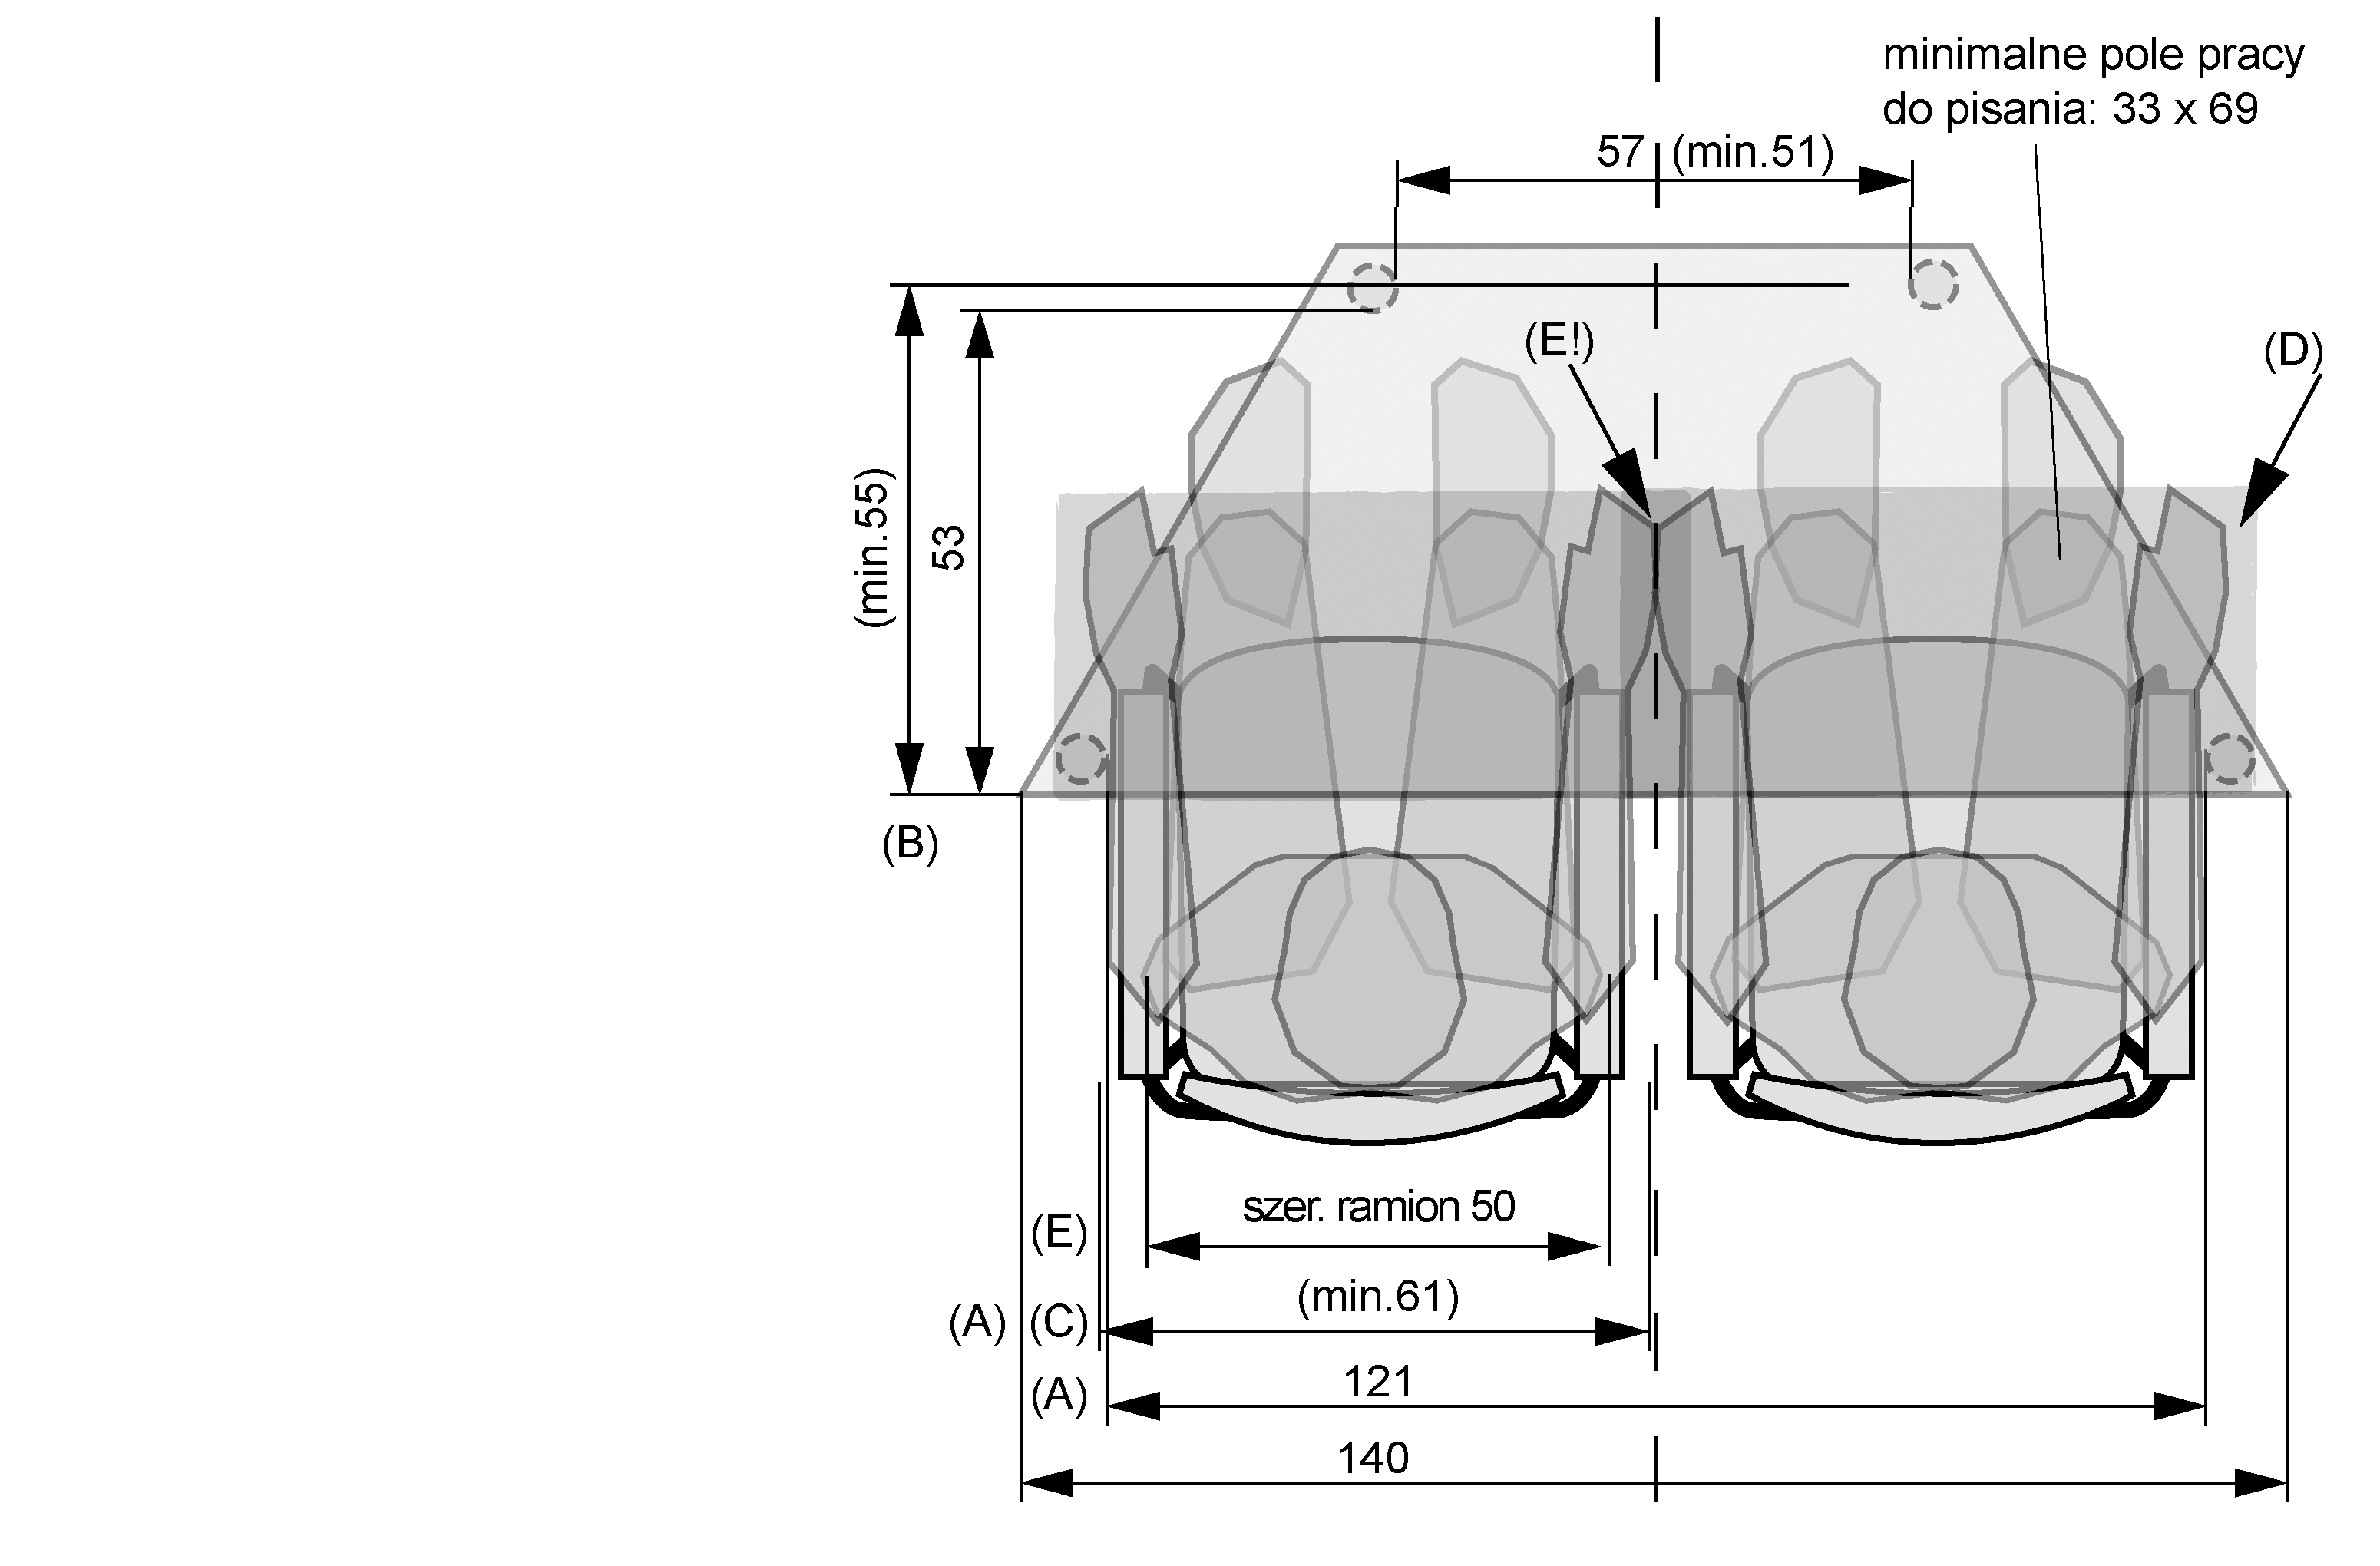 minimalne pole pracy
do pisania: 33 x 69
57 (min.51)
(E!)
(D)
(min.55)
53
(B)
szer. ramion 50
(E)
(min.61)
(A) (C)
121
(A)
140